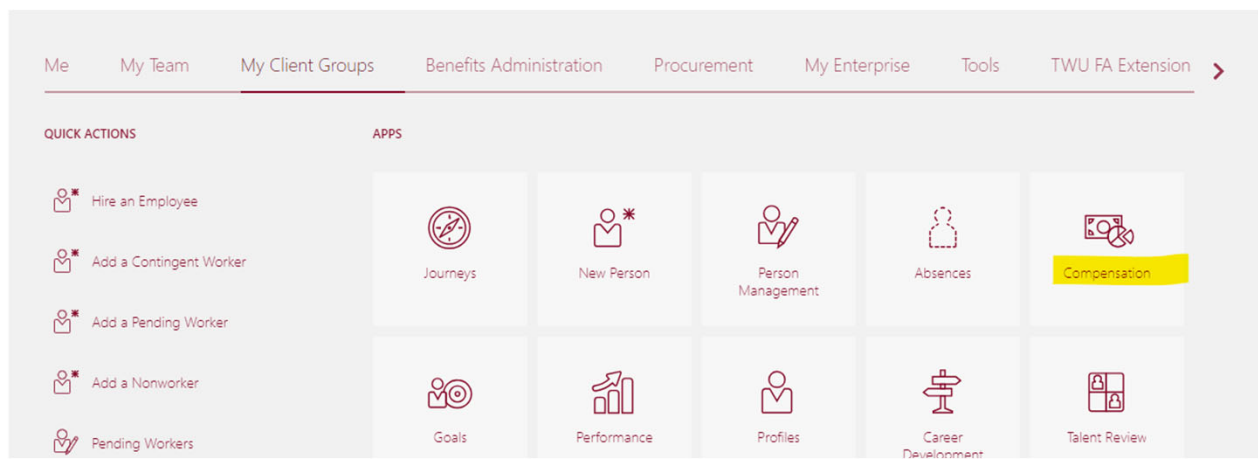 Me My Team My Client Groups Benefits Administration Procurement My Enterprise Tools TWU FA Extension
QUICK ACTIONS
APPS
Hire an Employee
Add a Contingent Worker
Add a Pending Worker
Add a Nonworker
Pending Workers
Journeys
New Person
Person
Management
Absences
Compensation
Goals
Performance
Profiles
Career
Development
Talent Review